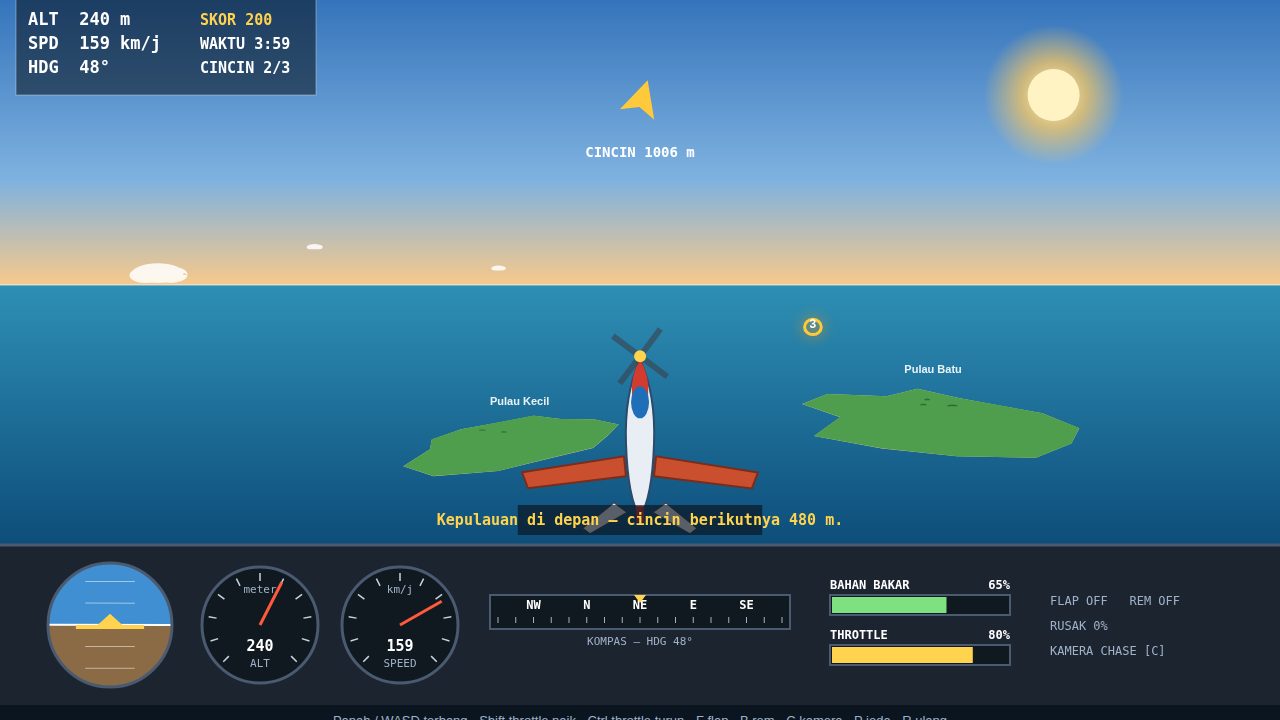 ALT 240 m SKOR 200
SPD 159 km/j WAKTU 3:59
HDG 48° CINCIN 2/3
CINCIN 1006 m
3
Pulau Batu
Pulau Kecil
Kepulauan di depan — cincin berikutnya 480 m.
meter
240
ALT
km/j
159
SPEED
NW N NE E SE
KOMPAS — HDG 48°
BAHAN BAKAR 65%
THROTTLE 80%
FLAP OFF REM OFF
RUSAK 0%
KAMERA CHASE [C]